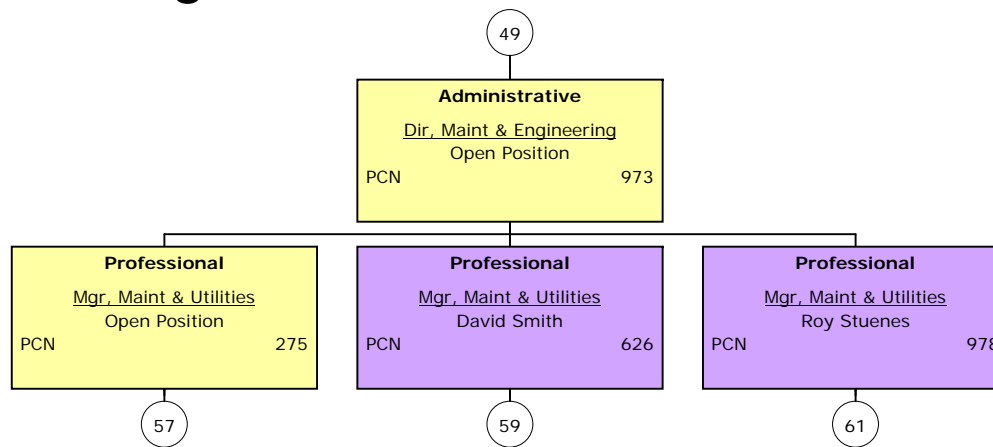 49
Administrative
Dir, Maint & Engineering
Open Position
PCN 973
Professional
Mgr, Maint & Utilities
Open Position
PCN 275
Professional
Mgr, Maint & Utilities
David Smith
PCN 626
Professional
Mgr, Maint & Utilities
Roy Stuenes
PCN 978
57
59
61